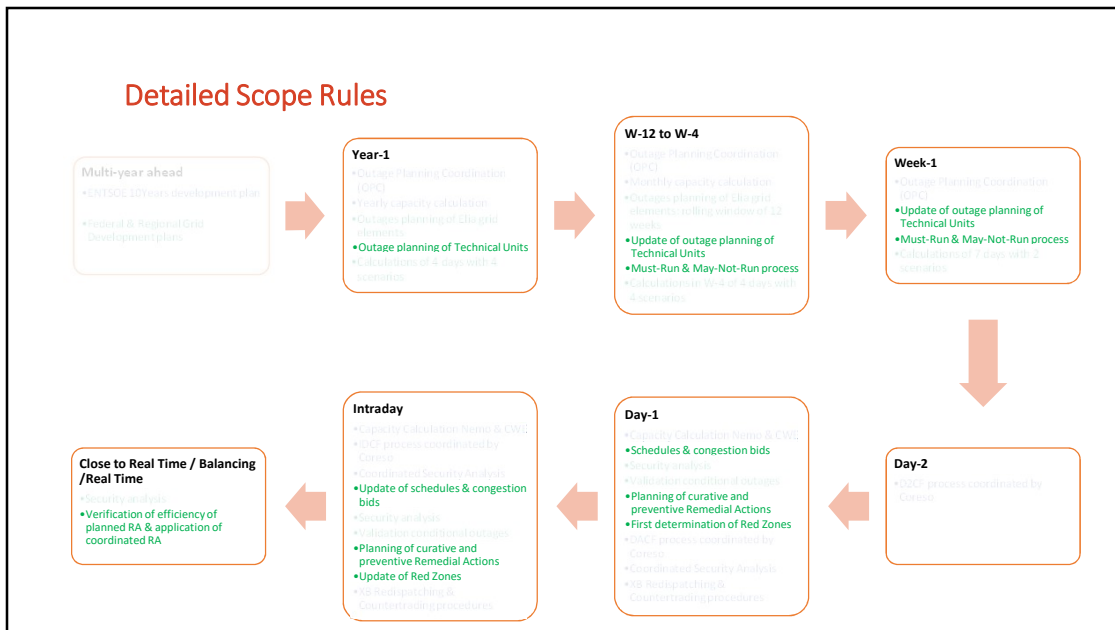 Detailed Scope Rules
Multi-year ahead
•ENTSOE 10Years development plan
•Federal & Regional Grid
Development plans
Year-1
•Outage Planning Coordination
(OPC)
•Yearly capacity calculation
•Outages planning of Elia grid
elements
•Outage planning of Technical Units
•Calculations of 4 days with 4
scenarios
W-12 to W-4
•Outage Planning Coordination
(OPC)
•Monthly capacity calculation
•Outages planning of Elia grid
elements: rolling window of 12
weeks
•Update of outage planning of
Technical Units
•Must-Run & May-Not-Run process
•Calculations in W-4 of 4 days with
4 scenarios
Week-1
•Outage Planning Coordination
(OPC)
•Update of outage planning of
Technical Units
•Must-Run & May-Not-Run process
•Calculations of 7 days with 2
scenarios
Day-2
•D2CF process coordinated by
Coreso
Day-1
•Capacity Calculation Nemo & CWE
•Schedules & congestion bids
•Security analysis
•Validation conditional outages
•Planning of curative and
preventive Remedial Actions
•First determination of Red Zones
•DACF process coordinated by
Coreso
•Coordinated Security Analysis
•XB Redispatching &
Countertrading procedures
Intraday
•Capacity Calculation Nemo & CWE
•IDCF process coordinated by
Coreso
•Coordinated Security Analysis
•Update of schedules & congestion
bids
•Security analysis
•Validation conditional outages
•Planning of curative and
preventive Remedial Actions
•Update of Red Zones
•XB Redispatching &
Countertrading procedures
Close to Real Time / Balancing
/Real Time
•Security analysis
•Verification of efficiency of
planned RA & application of
coordinated RA